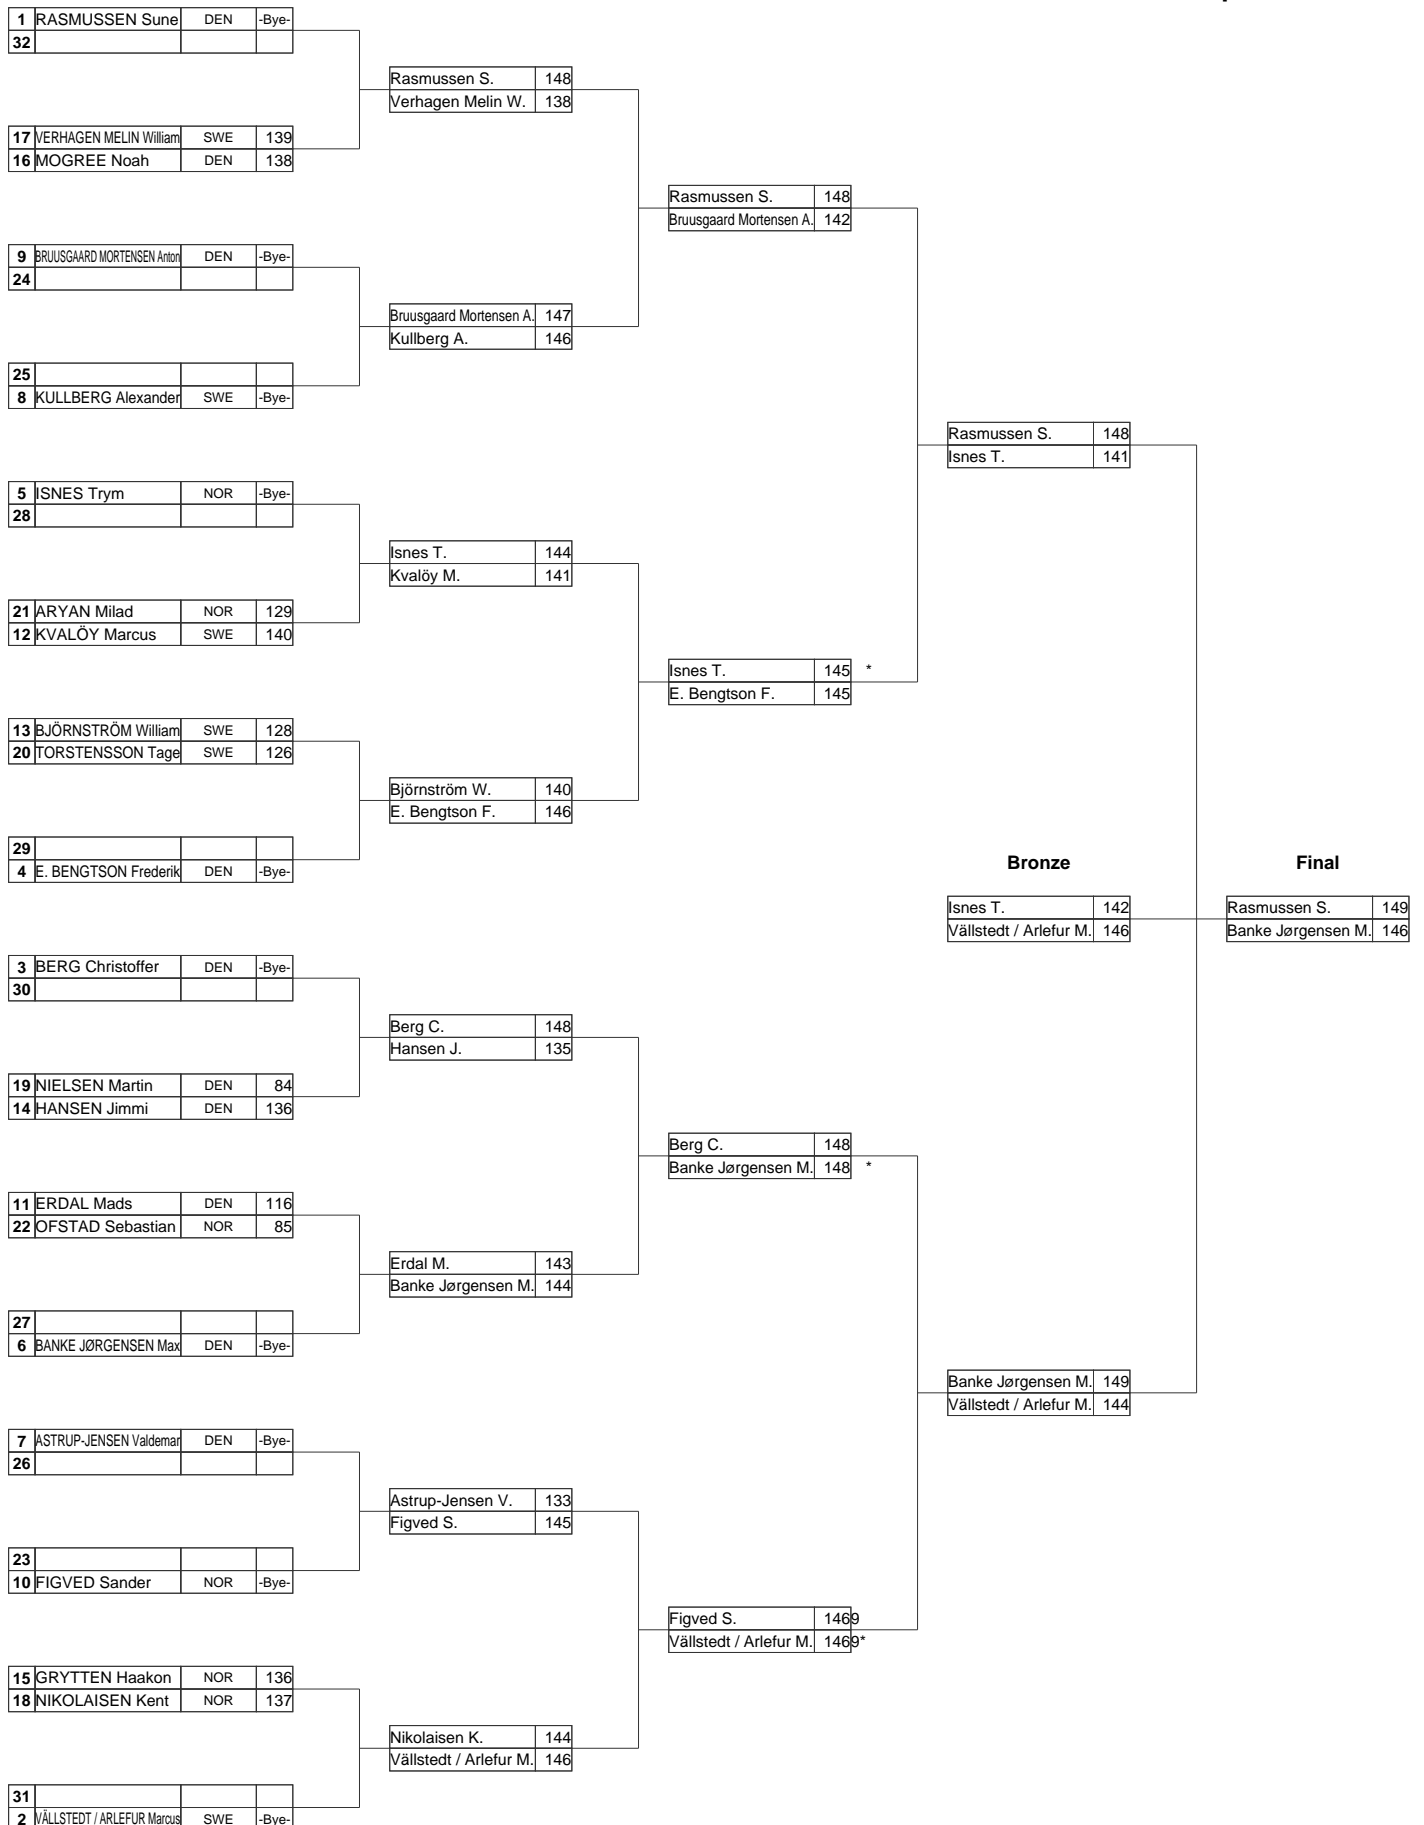 1 RASMUSSEN Sune DEN -Bye-
32
Rasmussen S. 148
Verhagen Melin W. 138
17 VERHAGEN MELIN William SWE 139
16 MOGREE Noah DEN 138
Rasmussen S. 148
Bruusgaard Mortensen A. 142
9 BRUUSGAARD MORTENSEN Anton DEN -Bye-
24
Bruusgaard Mortensen A. 147
Kullberg A. 146
25
8 KULLBERG Alexander SWE -Bye-
Rasmussen S. 148
Isnes T. 141
5 ISNES Trym NOR -Bye-
28
Isnes T. 144
Kvalöy M. 141
21 ARYAN Milad NOR 129
12 KVALÖY Marcus SWE 140
Isnes T. 145 *
E. Bengtson F. 145
13 BJÖRNSTRÖM William SWE 128
20 TORSTENSSON Tage SWE 126
Björnström W. 140
E. Bengtson F. 146
29
4 E. BENGTSON Frederik DEN -Bye-
Bronze Final
Isnes T. 142 Rasmussen S. 149
Vällstedt / Arlefur M. 146 Banke Jørgensen M. 146
3 BERG Christoffer DEN -Bye-
30
Berg C. 148
Hansen J. 135
19 NIELSEN Martin DEN 84
14 HANSEN Jimmi DEN 136
Berg C. 148
Banke Jørgensen M. 148 *
11 ERDAL Mads DEN 116
22 OFSTAD Sebastian NOR 85
Erdal M. 143
Banke Jørgensen M. 144
27
6 BANKE JØRGENSEN Max DEN -Bye-
Banke Jørgensen M. 149
Vällstedt / Arlefur M. 144
7 ASTRUP-JENSEN Valdemar DEN -Bye-
26
Astrup-Jensen V. 133
Figved S. 145
23
10 FIGVED Sander NOR -Bye-
Figved S. 146 9
Vällstedt / Arlefur M. 146 9*
15 GRYTTEN Haakon NOR 136
18 NIKOLAISEN Kent NOR 137
Nikolaisen K. 144
Vällstedt / Arlefur M. 146
31
2 VÄLLSTEDT / ARLEFUR Marcus SWE -Bye-